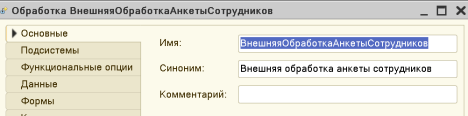 Обработка ВнешняяОбработкаАнкетыСотрудников
Основные
Подсистемы
Функциональные опции
Данные
Формы
Имя: ВнешняяОбработкаАнкетыСотрудников
Синоним: Внешняя обработка анкеты сотрудников
Комментарий: